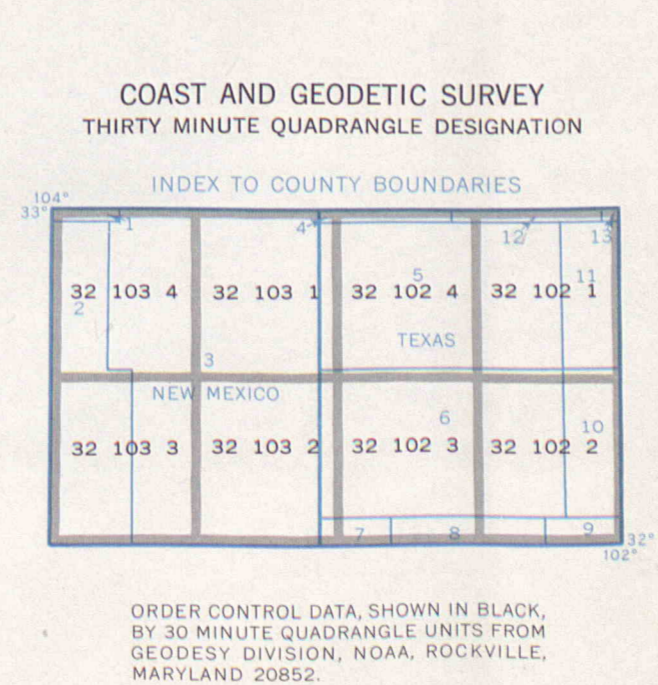 COAST AND GEODETIC SURVEY
THIRTY MINUTE QUADRANGLE DESIGNATION
INDEX TO COUNTY BOUNDARIES
104°
33°
1
4
12
13
5
11
32 103 4
32 103 1
32 102 4
32 102 1
2
TEXAS
3
NEW MEXICO
6
10
32 103 3
32 103 2
32 102 3
32 102 2
7
8
9
32°
102°
ORDER CONTROL DATA, SHOWN IN BLACK,
BY 30 MINUTE QUADRANGLE UNITS FROM
GEODESY DIVISION, NOAA, ROCKVILLE,
MARYLAND 20852.